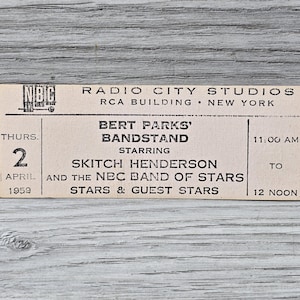 NBC
RADIO CITY STUDIOS
RCA BUILDING • NEW YORK
THURS.
2
APRIL
1959
BERT PARKS'
BANDSTAND
STARRING
SKITCH HENDERSON
AND THE NBC BAND OF STARS
STARS & GUEST STARS
11:00 AM
TO
12 NOON